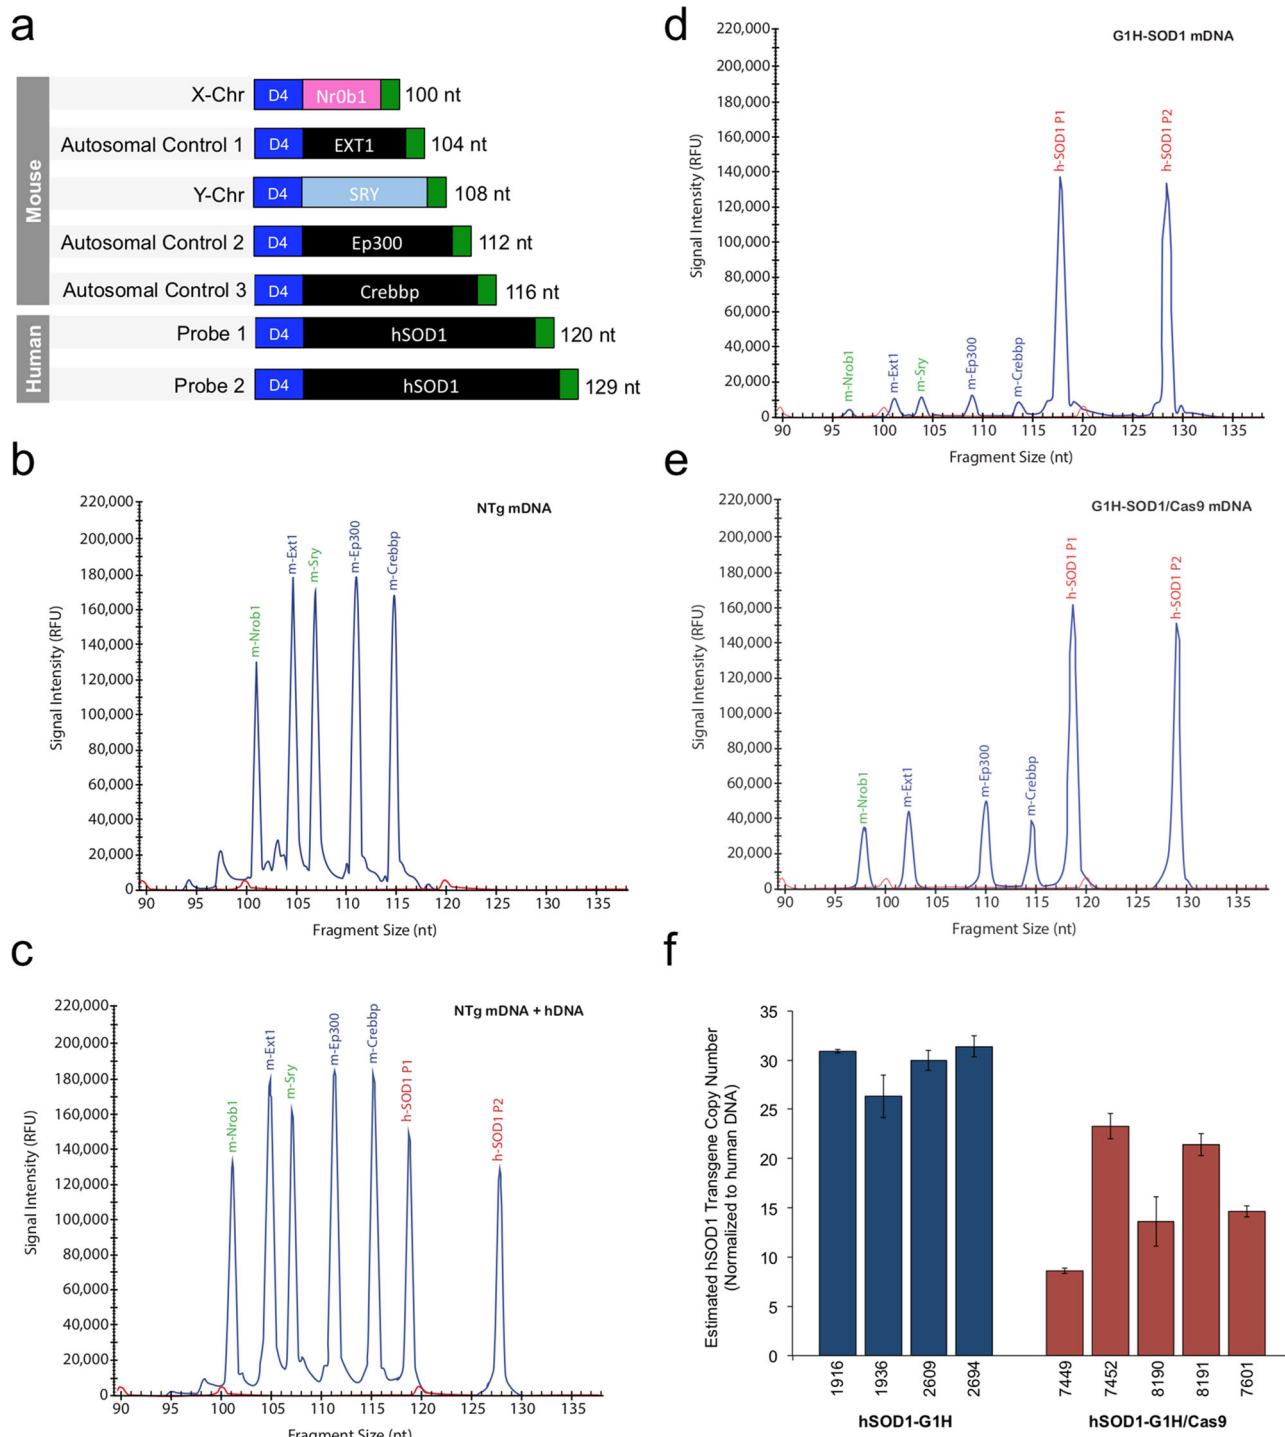 a
Mouse
Human
X-Chr D4 Nr0b1 100 nt
Autosomal Control 1 D4 EXT1 104 nt
Y-Chr D4 SRY 108 nt
Autosomal Control 2 D4 Ep300 112 nt
Autosomal Control 3 D4 Crebbp 116 nt
Probe 1 D4 hSOD1 120 nt
Probe 2 D4 hSOD1 129 nt
b
NTg mDNA
Signal Intensity (RFU)
220,000
200,000
180,000
160,000
140,000
120,000
100,000
80,000
60,000
40,000
20,000
0
m-Nrob1
m-Ext1
m-Sry
m-Ep300
m-Crebbp
90 95 100 105 110 115 120 125 130 135
Fragment Size (nt)
c
NTg mDNA + hDNA
Signal Intensity (RFU
220,000
200,000
180,000
160,000
140,000
120,000
100,000
80,000
60,000
40,000
20,000
0
m-Nrob1
m-Ext1
m-Sry
m-Ep300
m-Crebbp
h-SOD1 P1
h-SOD1 P2
90 95 100 105 110 115 120 125 130 135
Fragment Size (nt)
d
G1H-SOD1 mDNA
Signal Intensity (RFU)
220,000
200,000
180,000
160,000
140,000
120,000
100,000
80,000
60,000
40,000
20,000
0
m-Nrob1
m-Ext1
m-Sry
m-Ep300
m-Crebbp
h-SOD1 P1
h-SOD1 P2
90 95 100 105 110 115 120 125 130 135
Fragment Size (nt)
e
G1H-SOD1/Cas9 mDNA
Signal Intensity (RFU)
220,000
200,000
180,000
160,000
140,000
120,000
100,000
80,000
60,000
40,000
20,000
0
m-Nrob1
m-Ext1
m-Ep300
m-Crebbp
h-SOD1 P1
h-SOD1 P2
90 95 100 105 110 115 120 125 130 135
Fragment Size (nt)
f
Estimated hSOD1 Transgene Copy Number
(Normalized to human DNA)
35
30
25
20
15
10
5
0
1916 1936 2609 2694 7449 7452 8190 8191 7601
hSOD1-G1H hSOD1-G1H/Cas9